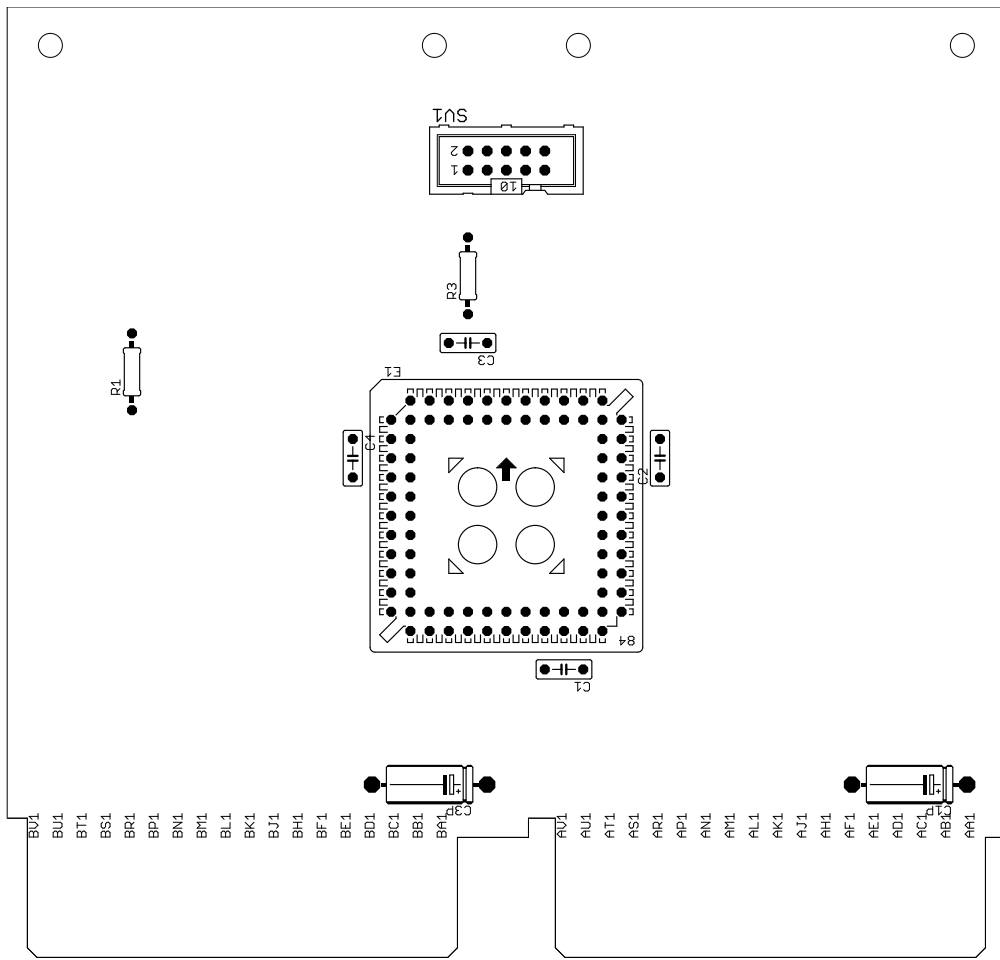 SV1
2
1
10
R3
C3
R1
E1
C4
C2
84
C1
+
+
C3P
C1P
BV1 BU1 BT1 BS1 BR1 BP1 BN1 BM1 BL1 BK1 BJ1 BH1 BF1 BE1 BD1 BC1 BB1 BA1 AV1 AU1 AT1 AS1 AR1 AP1 AN1 AM1 AL1 AK1 AJ1 AH1 AF1 AE1 AD1 AC1 AB1 AA1